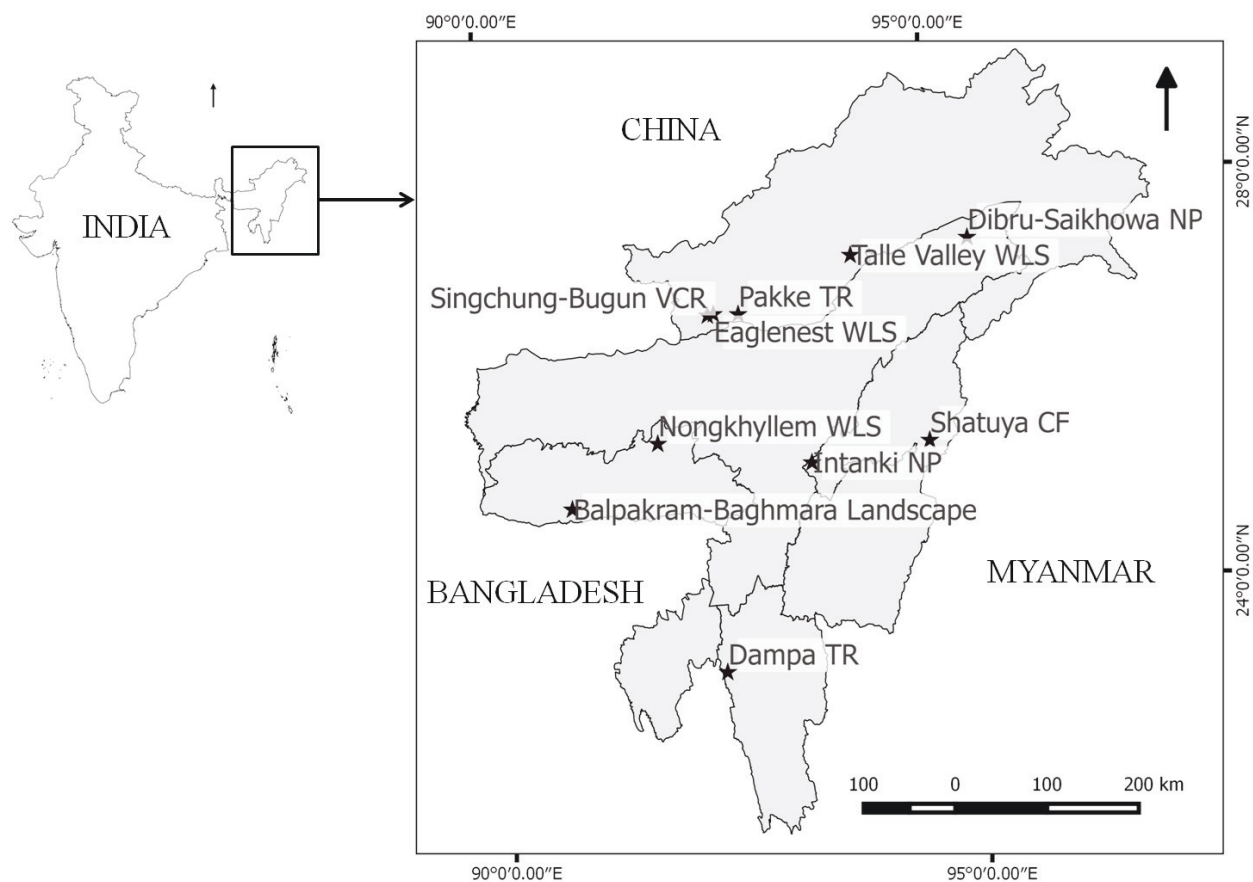 90°0'0.00"E
95°0'0.00"E
CHINA
28°0'0.00"N
INDIA
Dibru-Saikhowa NP
Talle Valley WLS
Singchung-Bugun VCR
Pakke TR
Eaglenest WLS
Nongkhyllem WLS
Shatuya CF
Intanki NP
Balpakram-Baghmara Landscape
BANGLADESH
MYANMAR
24°0'0.00"N
Dampa TR
100 0 100 200 km
90°0'0.00"E
95°0'0.00"E